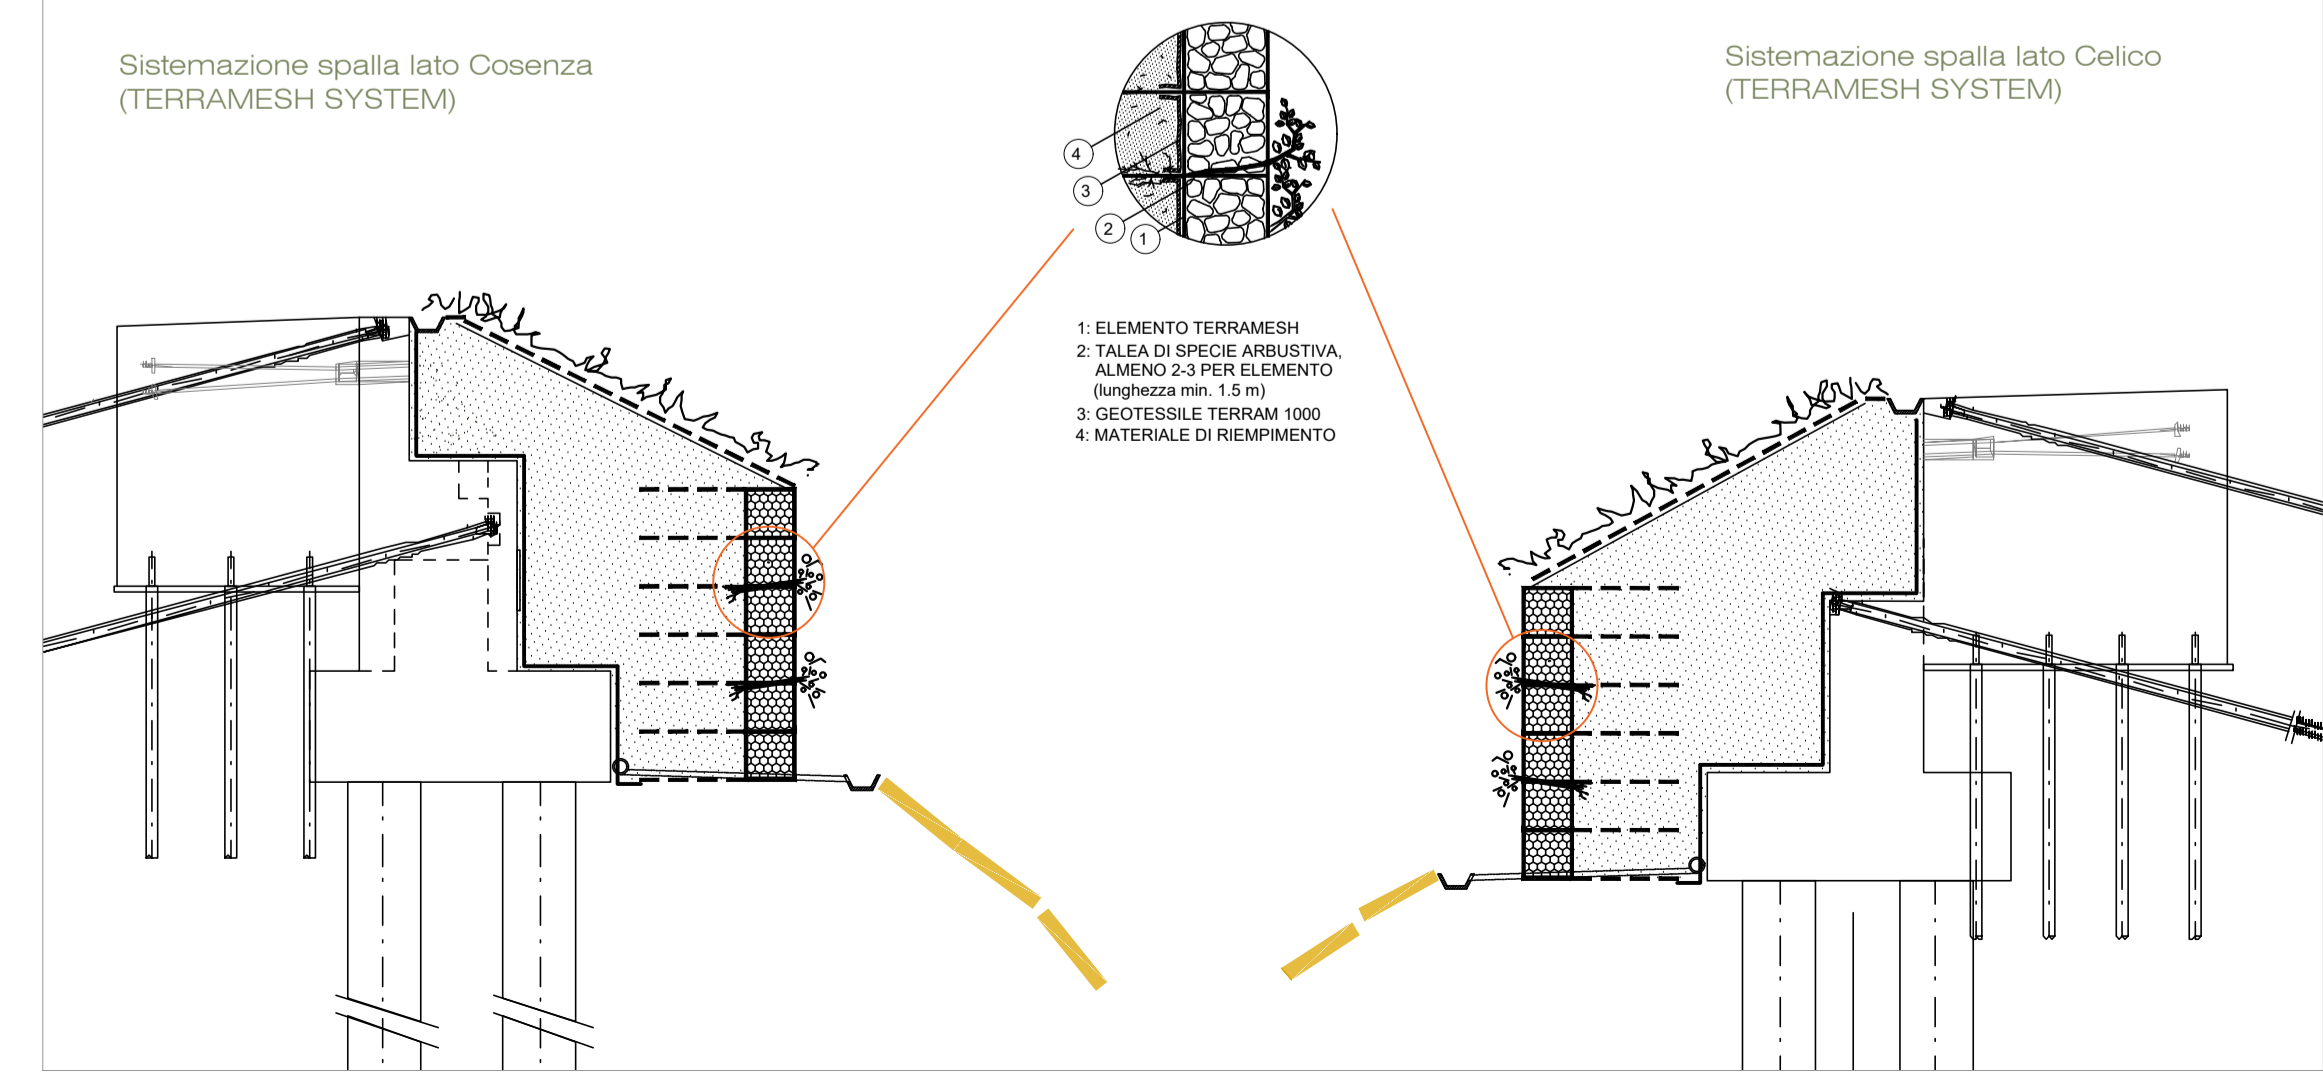 Sistemazione spalla lato Cosenza
(TERRAMESH SYSTEM)
Sistemazione spalla lato Celico
(TERRAMESH SYSTEM)
4
3
2
1
1: ELEMENTO TERRAMESH
2: TALEA DI SPECIE ARBUSTIVA,
ALMENO 2-3 PER ELEMENTO
(lunghezza min. 1.5 m)
3: GEOTESSILE TERRAM 1000
4: MATERIALE DI RIEMPIMENTO